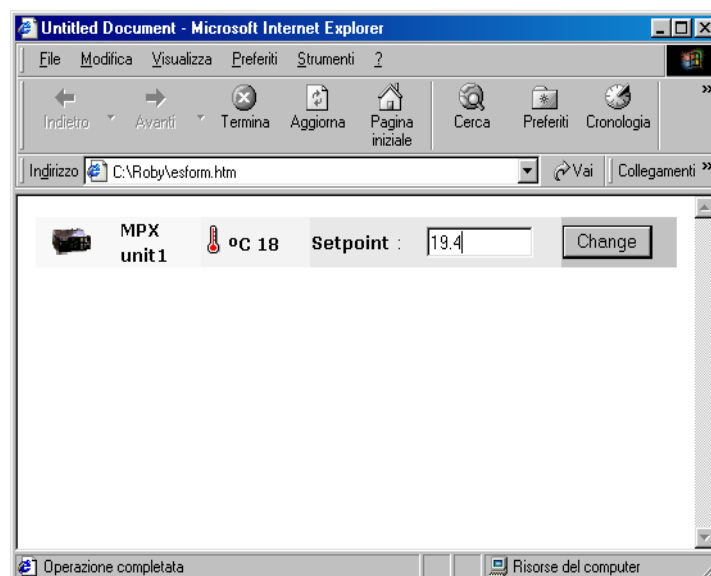 Untitled Document - Microsoft Internet Explorer
File Modifica Visualizza Preferiti Strumenti ?
Indietro Avanti Termina Aggiorna Pagina iniziale Cerca Preferiti Cronologia »
Indirizzo C:\Roby\esform.htm Vai Collegamenti »
MPX
unit1
ºC 18 Setpoint : 19.4 Change
Operazione completata Risorse del computer